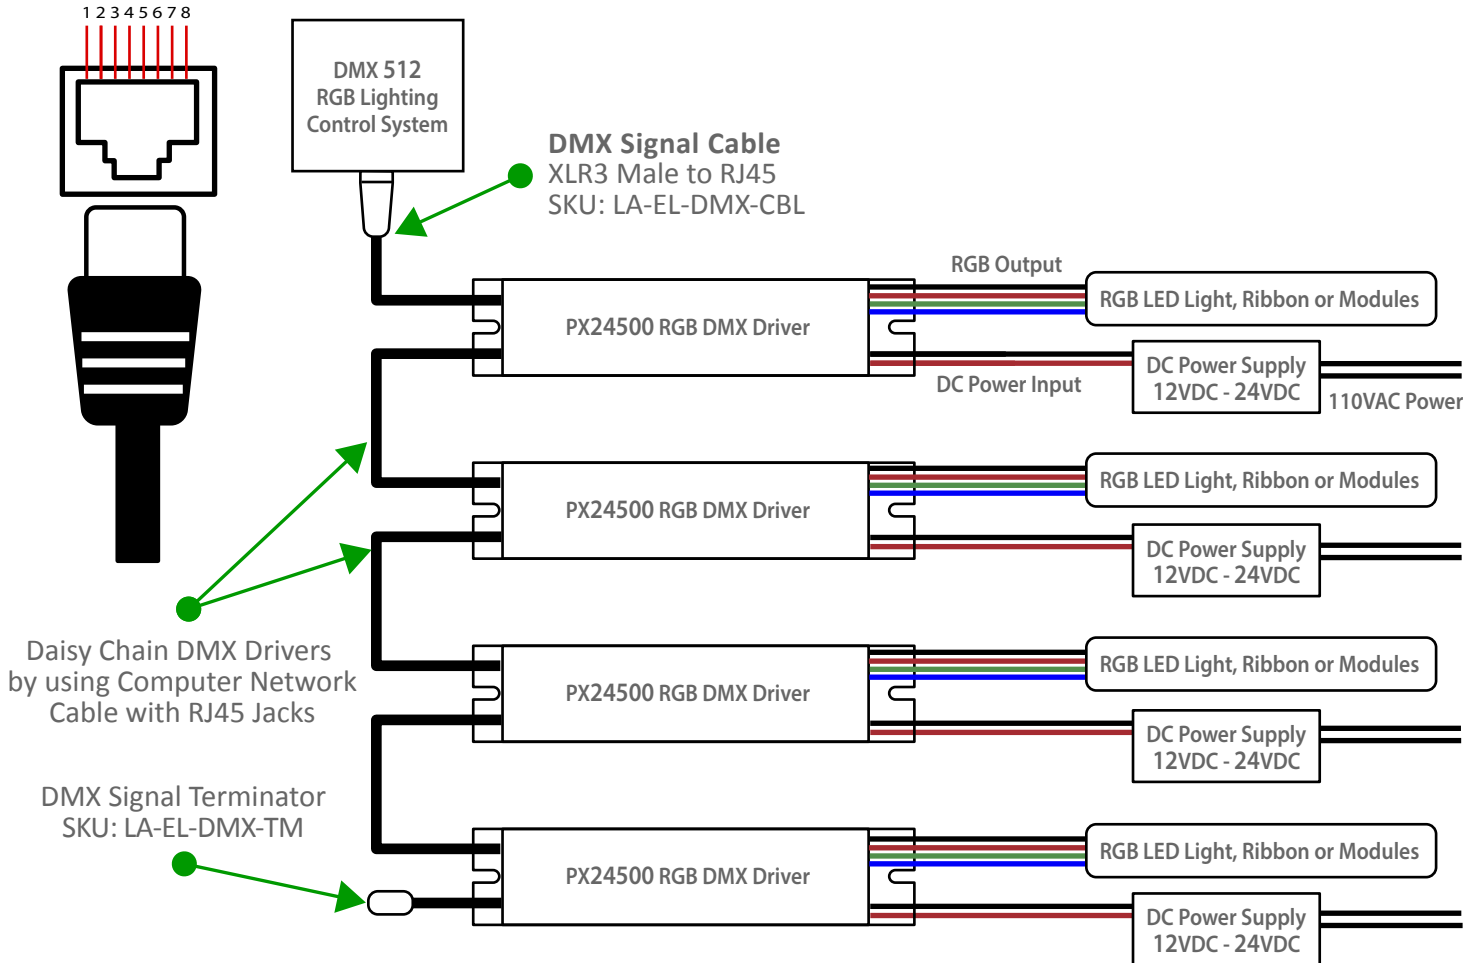 1 2 3 4 5 6 7 8
DMX 512
RGB Lighting
Control System
DMX Signal Cable
XLR3 Male to RJ45
SKU: LA-EL-DMX-CBL
RGB Output
RGB LED Light, Ribbon or Modules
PX24500 RGB DMX Driver
DC Power Input
DC Power Supply
12VDC - 24VDC
110VAC Power
RGB LED Light, Ribbon or Modules
PX24500 RGB DMX Driver
DC Power Supply
12VDC - 24VDC
Daisy Chain DMX Drivers
by using Computer Network
Cable with RJ45 Jacks
RGB LED Light, Ribbon or Modules
PX24500 RGB DMX Driver
DC Power Supply
12VDC - 24VDC
DMX Signal Terminator
SKU: LA-EL-DMX-TM
RGB LED Light, Ribbon or Modules
PX24500 RGB DMX Driver
DC Power Supply
12VDC - 24VDC